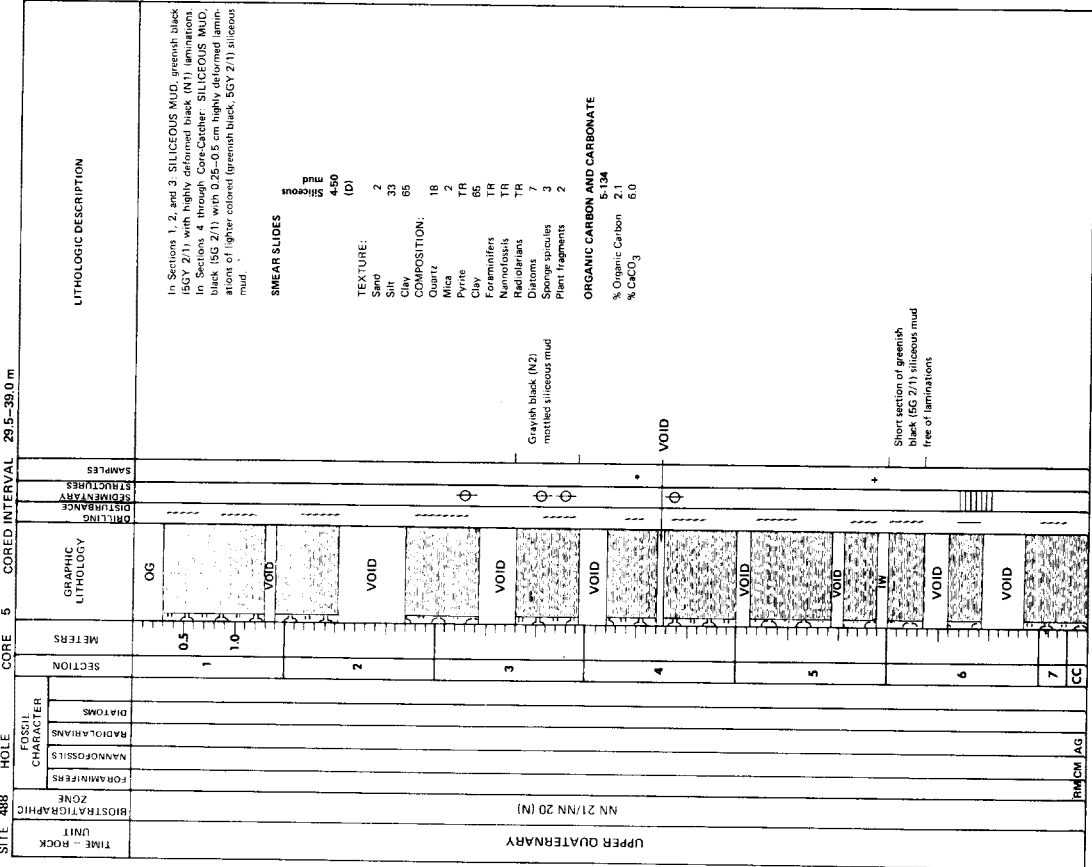 SITE 488 HOLE CORE 5 CORED INTERVAL 29.5–39.0 m
TIME – ROCK
UNIT
BIOSTRATIGRAPHIC
ZONE
FOSSIL
CHARACTER
FORAMINIFERS
NANNOFOSSILS
RADIOLARIANS
DIATOMS
SECTION
METERS
GRAPHIC
LITHOLOGY
DRILLING
DISTURBANCE
SEDIMENTARY
STRUCTURES
SAMPLES
LITHOLOGIC DESCRIPTION
UPPER QUATERNARY
NN 21/NN 20 (N)
RM CM AG
1
2
3
4
5
6
7
CC
0.5
1.0
OG
VOID
VOID
VOID
VOID
VOID
VOID
IW
VOID
VOID
VOID
Grayish black (N2)
mottled siliceous mud
Short section of greenish
black (5G 2/1) siliceous mud
free of laminations
In Sections 1, 2, and 3: SILICEOUS MUD, greenish black
(5GY 2/1) with highly deformed black (N1) laminations.
In Sections 4 through Core-Catcher: SILICEOUS MUD,
black (5G 2/1) with 0.25–0.5 cm highly deformed lamin-
ations of lighter colored (greenish black, 5GY 2/1) siliceous
mud.
SMEAR SLIDES
Siliceous
mud
4-50
(D)
TEXTURE:
Sand 2
Silt 33
Clay 65
COMPOSITION:
Quartz 18
Mica 2
Pyrite TR
Clay 65
Foraminifers TR
Nannofossils TR
Radiolarians TR
Diatoms 7
Sponge spicules 3
Plant fragments 2
ORGANIC CARBON AND CARBONATE
5-134
% Organic Carbon 2.1
% CaCO3 6.0